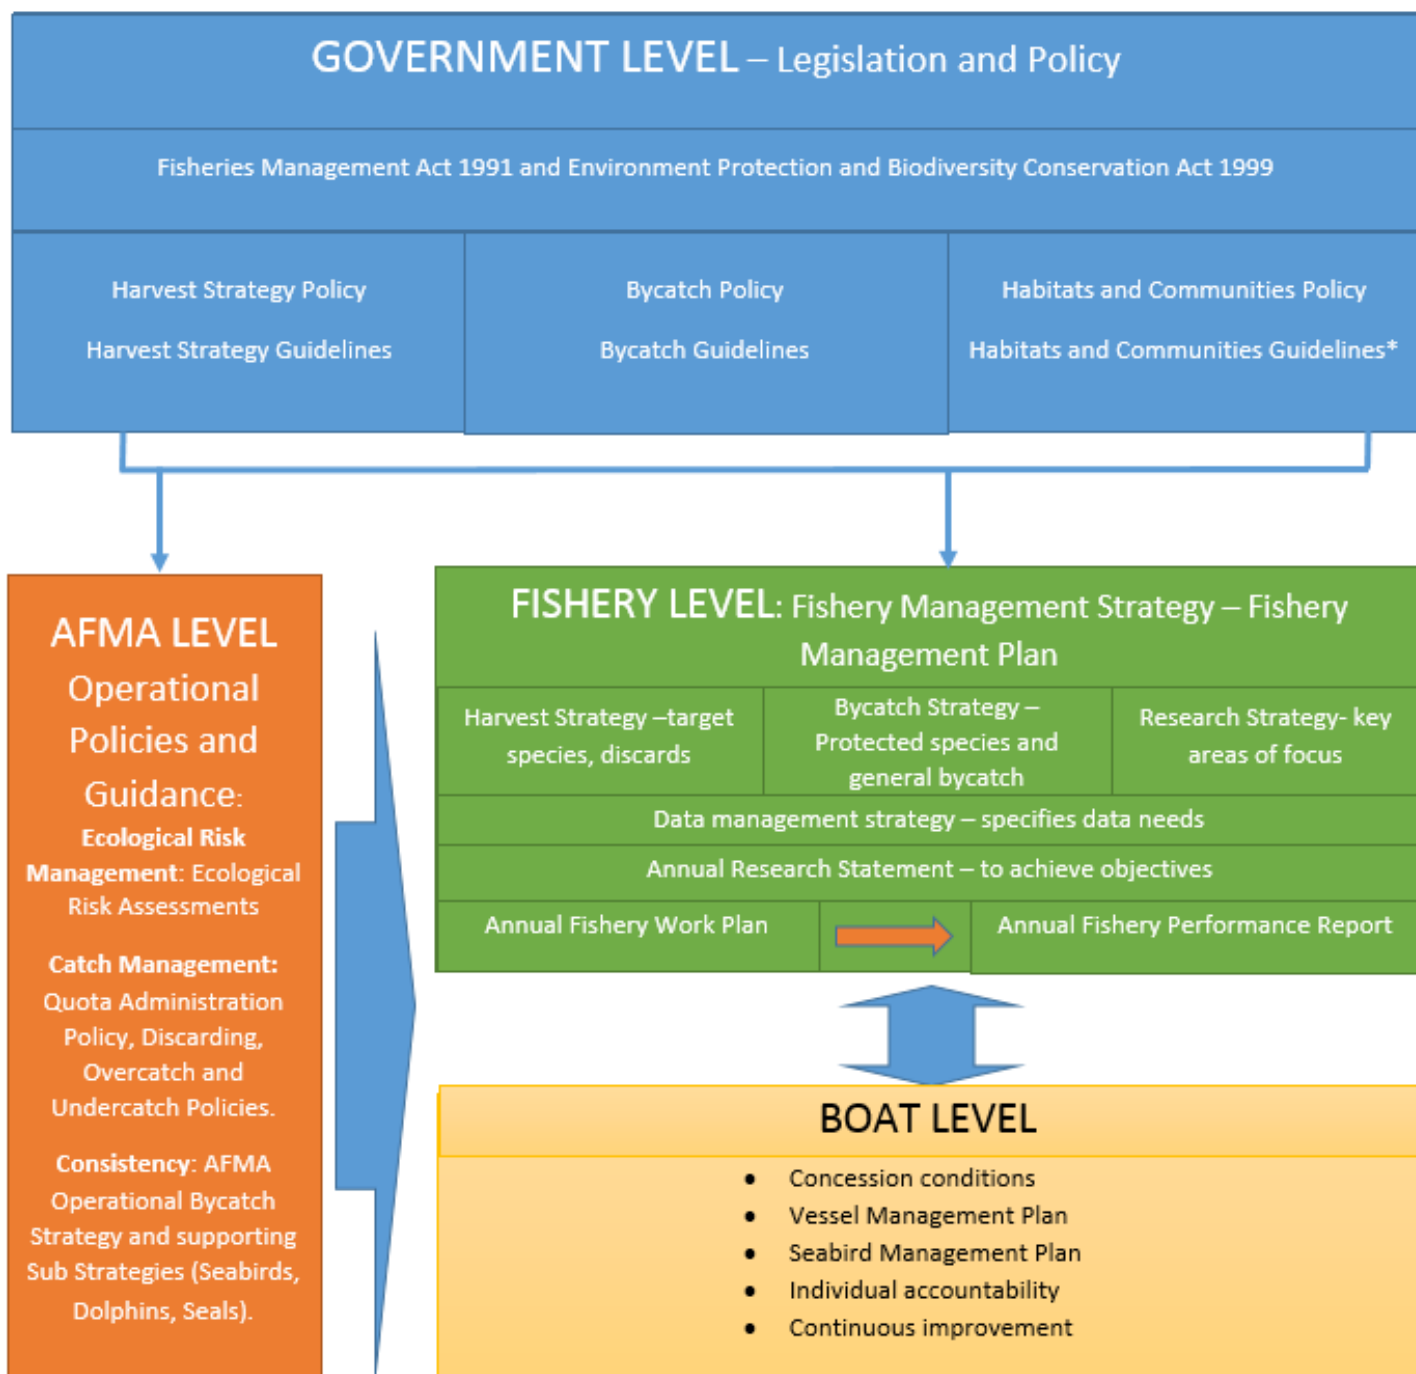 GOVERNMENT LEVEL – Legislation and Policy
Fisheries Management Act 1991 and Environment Protection and Biodiversity Conservation Act 1999
Harvest Strategy Policy
Harvest Strategy Guidelines
Bycatch Policy
Bycatch Guidelines
Habitats and Communities Policy
Habitats and Communities Guidelines*
AFMA LEVEL
Operational
Policies and
Guidance:
Ecological Risk
Management: Ecological
Risk Assessments
Catch Management:
Quota Administration
Policy, Discarding,
Overcatch and
Undercatch Policies.
Consistency: AFMA
Operational Bycatch
Strategy and supporting
Sub Strategies (Seabirds,
Dolphins, Seals).
FISHERY LEVEL: Fishery Management Strategy – Fishery
Management Plan
Harvest Strategy –target
species, discards
Bycatch Strategy –
Protected species and
general bycatch
Research Strategy- key
areas of focus
Data management strategy – specifies data needs
Annual Research Statement – to achieve objectives
Annual Fishery Work Plan
Annual Fishery Performance Report
BOAT LEVEL
• Concession conditions
• Vessel Management Plan
• Seabird Management Plan
• Individual accountability
• Continuous improvement